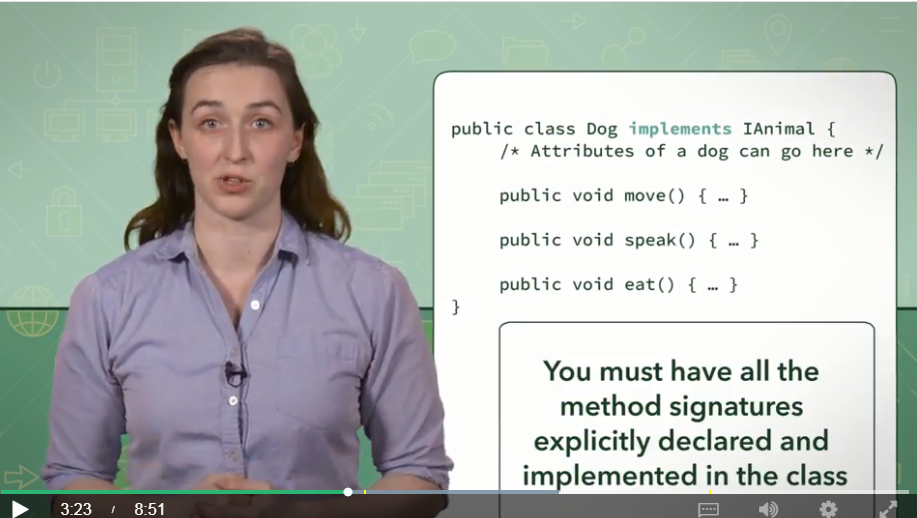 public class Dog implements IAnimal {
/* Attributes of a dog can go here */
public void move() { … }
public void speak() { … }
public void eat() { … }
}
You must have all the
method signatures
explicitly declared and
implemented in the class
3:23 / 8:51